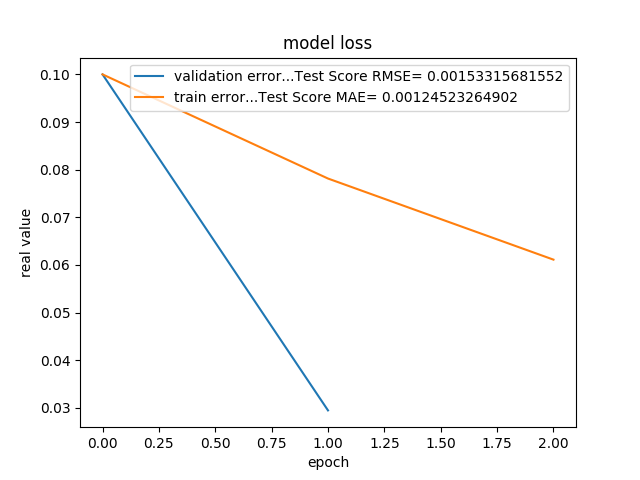 model loss
validation error...Test Score RMSE= 0.00153315681552
train error...Test Score MAE= 0.00124523264902
0.10
0.09
0.08
0.07
0.06
0.05
0.04
0.03
real value
0.00 0.25 0.50 0.75 1.00 1.25 1.50 1.75 2.00
epoch